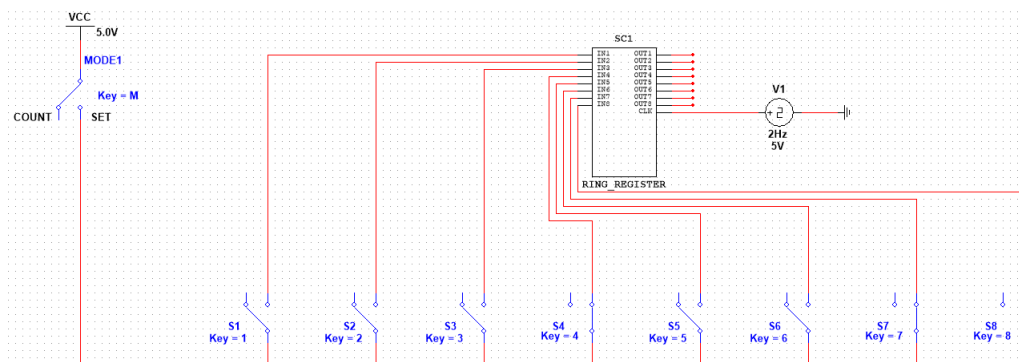 VCC
5.0V
MODE1
Key = M
COUNT
SET
SC1
IN1
IN2
IN3
IN4
IN5
IN6
IN7
IN8
OUT1
OUT2
OUT3
OUT4
OUT5
OUT6
OUT7
OUT8
CLK
RING_REGISTER
V1
2
2Hz
5V
S1
Key = 1
S2
Key = 2
S3
Key = 3
S4
Key = 4
S5
Key = 5
S6
Key = 6
S7
Key = 7
S8
Key = 8